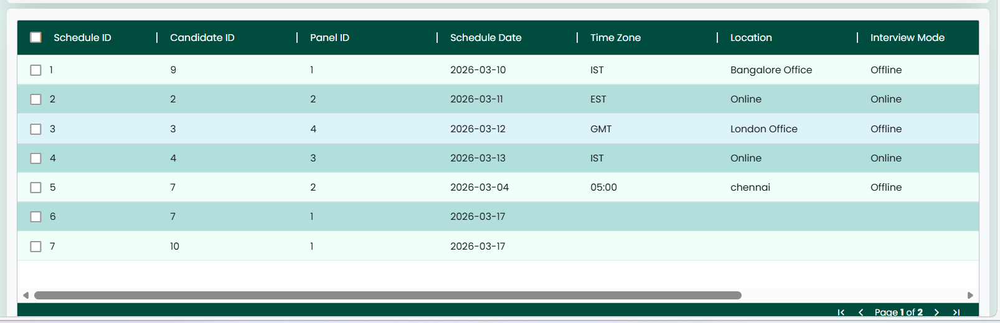 Schedule ID | Candidate ID | Panel ID | Schedule Date | Time Zone | Location | Interview Mode
1 9 1 2026-03-10 IST Bangalore Office Offline
2 2 2 2026-03-11 EST Online Online
3 3 4 2026-03-12 GMT London Office Offline
4 4 3 2026-03-13 IST Online Online
5 7 2 2026-03-04 05:00 chennai Offline
6 7 1 2026-03-17
7 10 1 2026-03-17
Page 1 of 2